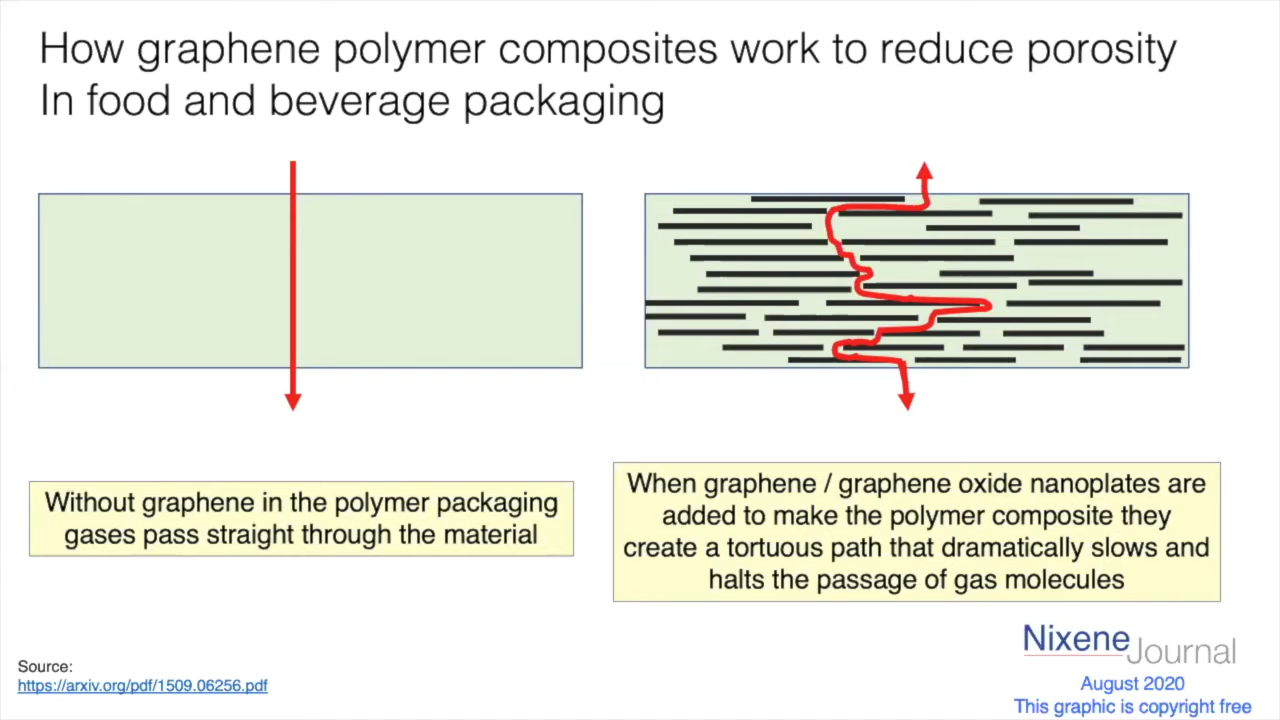 How graphene polymer composites work to reduce porosity
In food and beverage packaging
Without graphene in the polymer packaging
gases pass straight through the material
When graphene / graphene oxide nanoplates are
added to make the polymer composite they
create a tortuous path that dramatically slows and
halts the passage of gas molecules
Source:
https://arxiv.org/pdf/1509.06256.pdf
Nixene Journal
August 2020
This graphic is copyright free